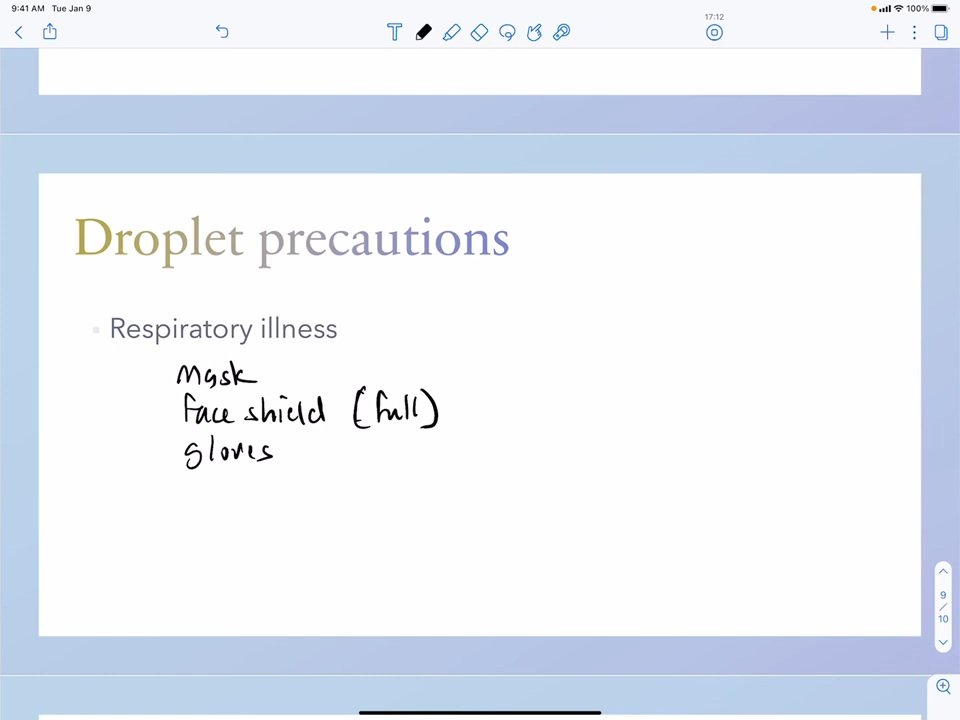 9:41 AM Tue Jan 9
100%
17:12
T
Droplet precautions
Respiratory illness
Mask
face shield (full)
gloves
9
/
10